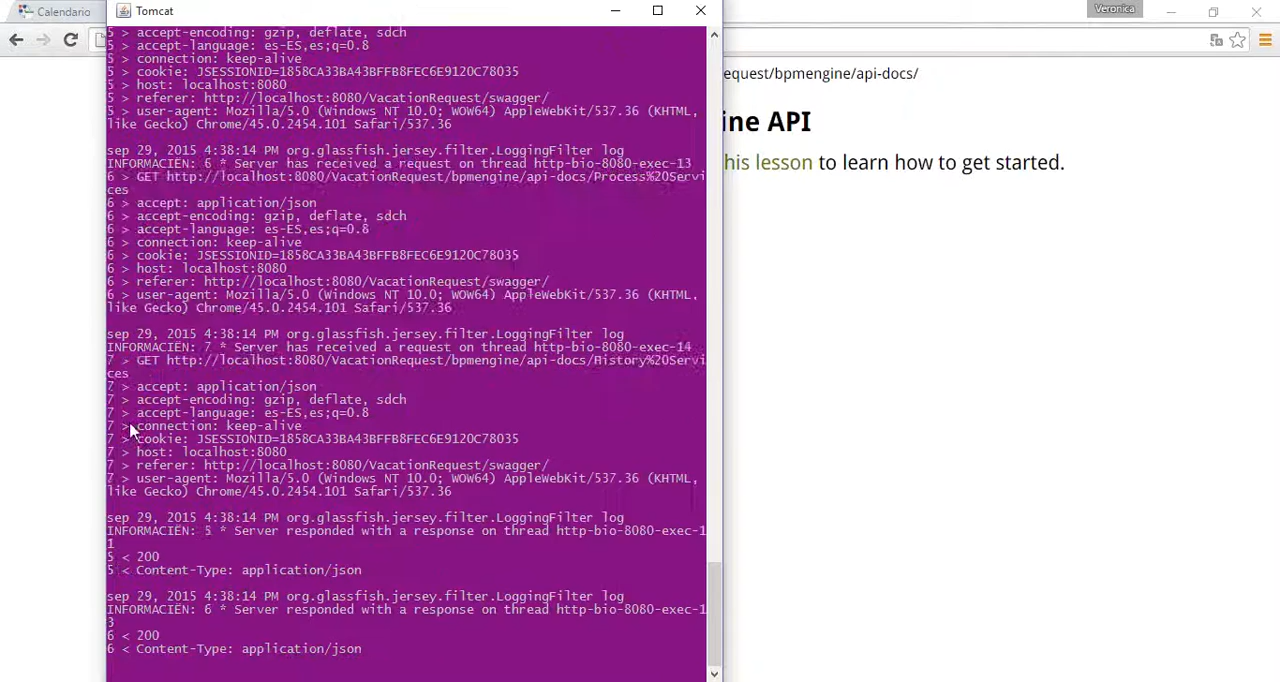 Calendario
Tomcat
Veronica
5 > accept-encoding: gzip, deflate, sdch
5 > accept-language: es-ES,es;q=0.8
5 > connection: keep-alive
5 > cookie: JSESSIONID=1858CA33BA43BFFB8FEC6E9120C78035
5 > host: localhost:8080
5 > referer: http://localhost:8080/VacationRequest/swagger/
5 > user-agent: Mozilla/5.0 (Windows NT 10.0; WOW64) AppleWebKit/537.36 (KHTML,
like Gecko) Chrome/45.0.2454.101 Safari/537.36
sep 29, 2015 4:38:14 PM org.glassfish.jersey.filter.LoggingFilter log
INFORMACIËN: 6 * Server has received a request on thread http-bio-8080-exec-13
6 > GET http://localhost:8080/VacationRequest/bpmengine/api-docs/Process%20Servi
ces
6 > accept: application/json
6 > accept-encoding: gzip, deflate, sdch
6 > accept-language: es-ES,es;q=0.8
6 > connection: keep-alive
6 > cookie: JSESSIONID=1858CA33BA43BFFB8FEC6E9120C78035
6 > host: localhost:8080
6 > referer: http://localhost:8080/VacationRequest/swagger/
6 > user-agent: Mozilla/5.0 (Windows NT 10.0; WOW64) AppleWebKit/537.36 (KHTML,
like Gecko) Chrome/45.0.2454.101 Safari/537.36
sep 29, 2015 4:38:14 PM org.glassfish.jersey.filter.LoggingFilter log
INFORMACIËN: 7 * Server has received a request on thread http-bio-8080-exec-14
7 > GET http://localhost:8080/VacationRequest/bpmengine/api-docs/History%20Servi
ces
7 > accept: application/json
7 > accept-encoding: gzip, deflate, sdch
7 > accept-language: es-ES,es;q=0.8
7 > connection: keep-alive
7 > cookie: JSESSIONID=1858CA33BA43BFFB8FEC6E9120C78035
7 > host: localhost:8080
7 > referer: http://localhost:8080/VacationRequest/swagger/
7 > user-agent: Mozilla/5.0 (Windows NT 10.0; WOW64) AppleWebKit/537.36 (KHTML,
like Gecko) Chrome/45.0.2454.101 Safari/537.36
sep 29, 2015 4:38:14 PM org.glassfish.jersey.filter.LoggingFilter log
INFORMACIËN: 5 * Server responded with a response on thread http-bio-8080-exec-1
1
5 < 200
5 < Content-Type: application/json
sep 29, 2015 4:38:14 PM org.glassfish.jersey.filter.LoggingFilter log
INFORMACIËN: 6 * Server responded with a response on thread http-bio-8080-exec-1
3
6 < 200
6 < Content-Type: application/json
equest/bpmengine/api-docs/
ine API
his lesson to learn how to get started.